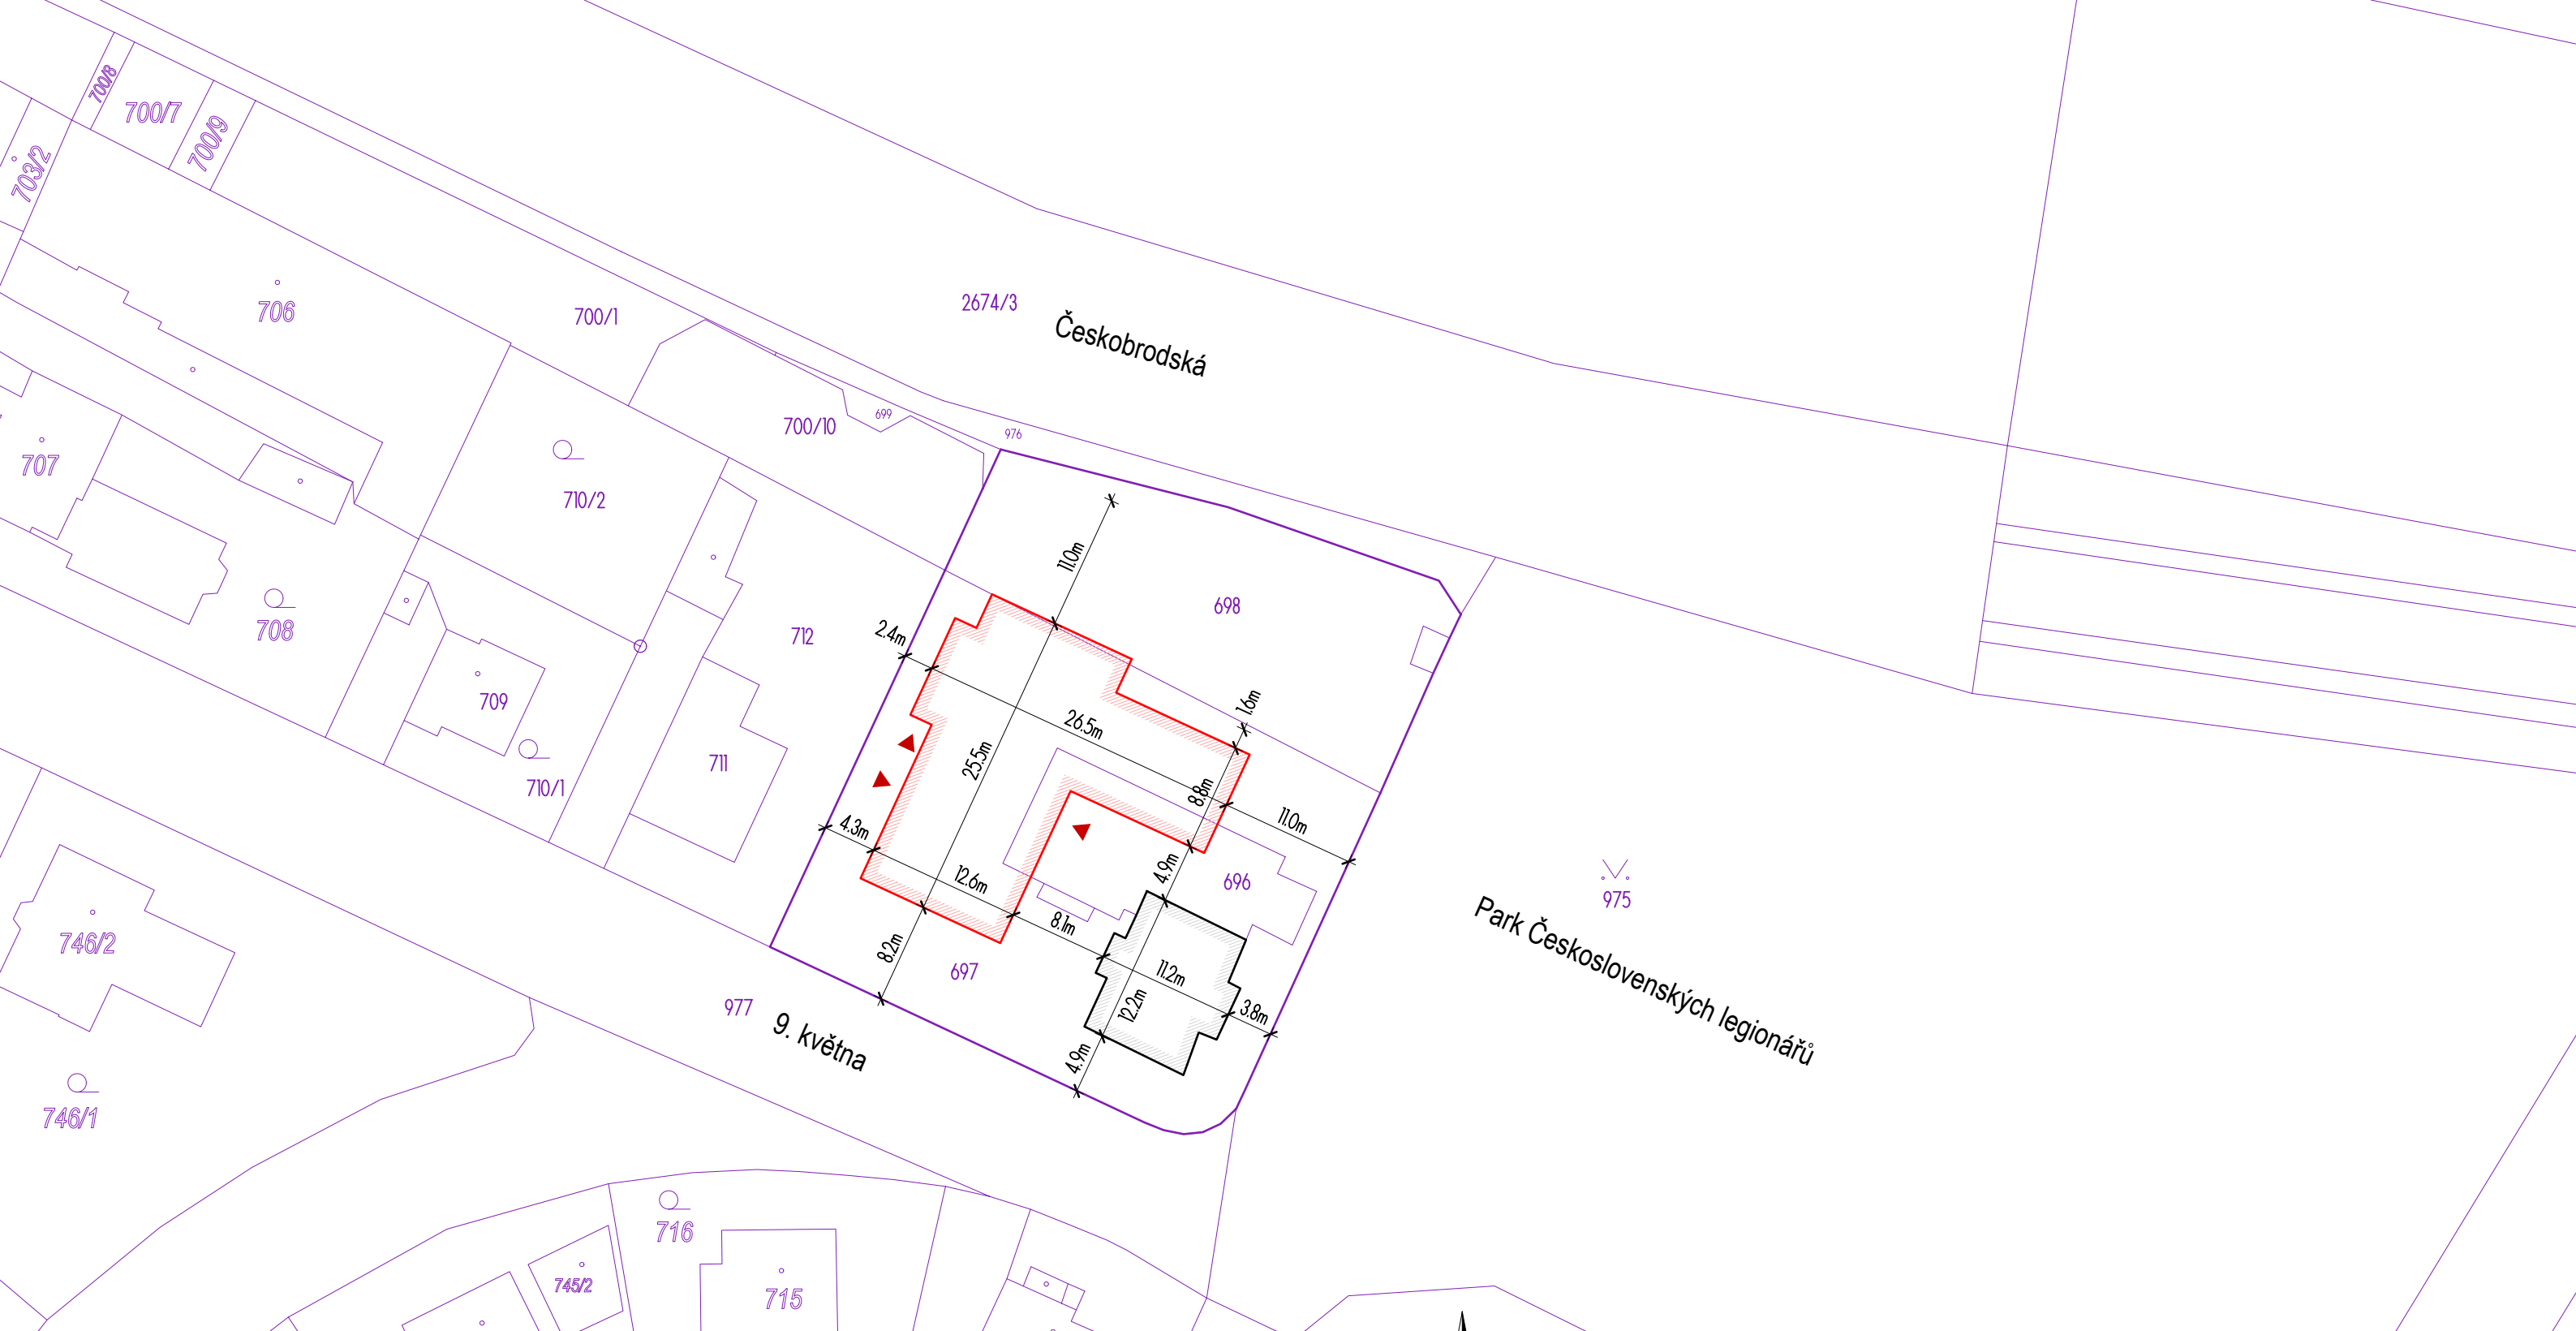 700/8
700/7
700/9
703/2
706
700/1
2674/3
Českobrodská
700/10
699
976
707
710/2
11.0m
698
708
712
2.4m
709
1.6m
26.5m
25.5m
711
710/1
8.8m
11.0m
4.3m
4.9m
12.6m
696
975
Park Československých legionářů
8.1m
746/2
8.2m
697
11.2m
12.2m
3.8m
977
9. května
4.9m
746/1
716
745/2
715